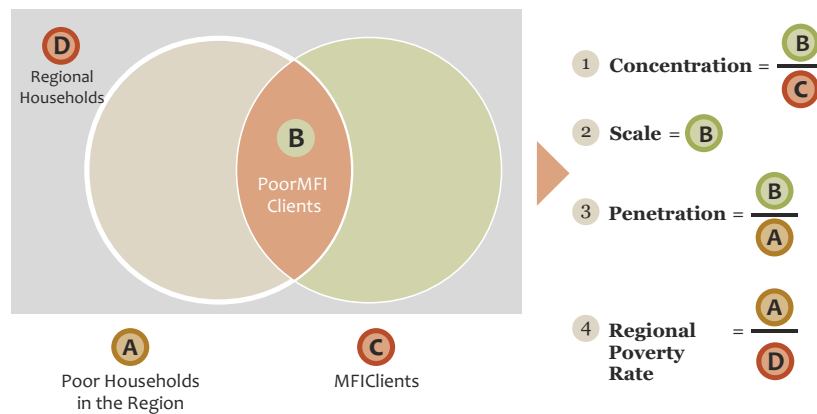 D
Regional
Households
B
PoorMFI
Clients
A
Poor Households
in the Region
C
MFIClients
1 Concentration = B
C
2 Scale = B
3 Penetration = B
A
4 Regional
Poverty
Rate
= A
D